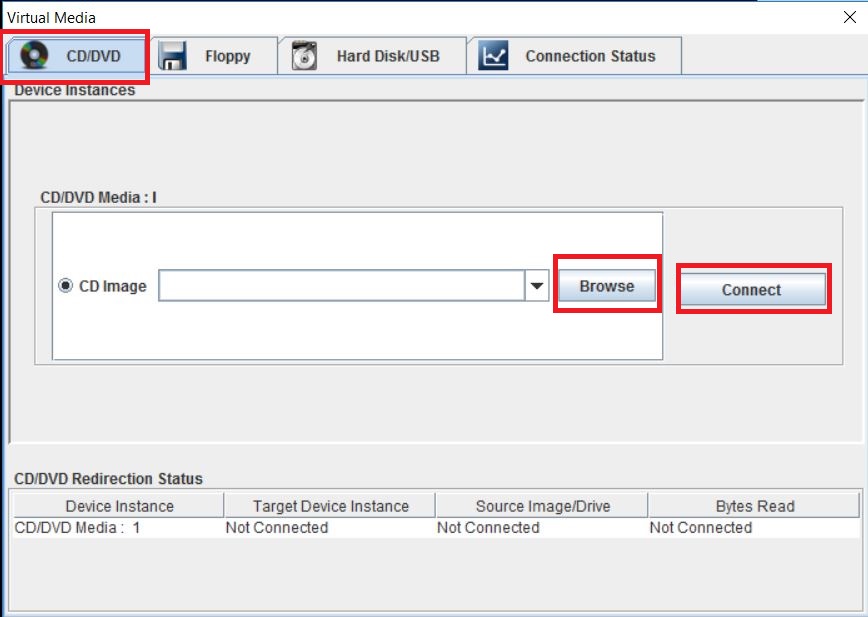 Virtual Media
CD/DVD Floppy Hard Disk/USB Connection Status
Device Instances
CD/DVD Media : I
CD Image Browse Connect
CD/DVD Redirection Status
Device Instance Target Device Instance Source Image/Drive Bytes Read
CD/DVD Media : 1 Not Connected Not Connected Not Connected